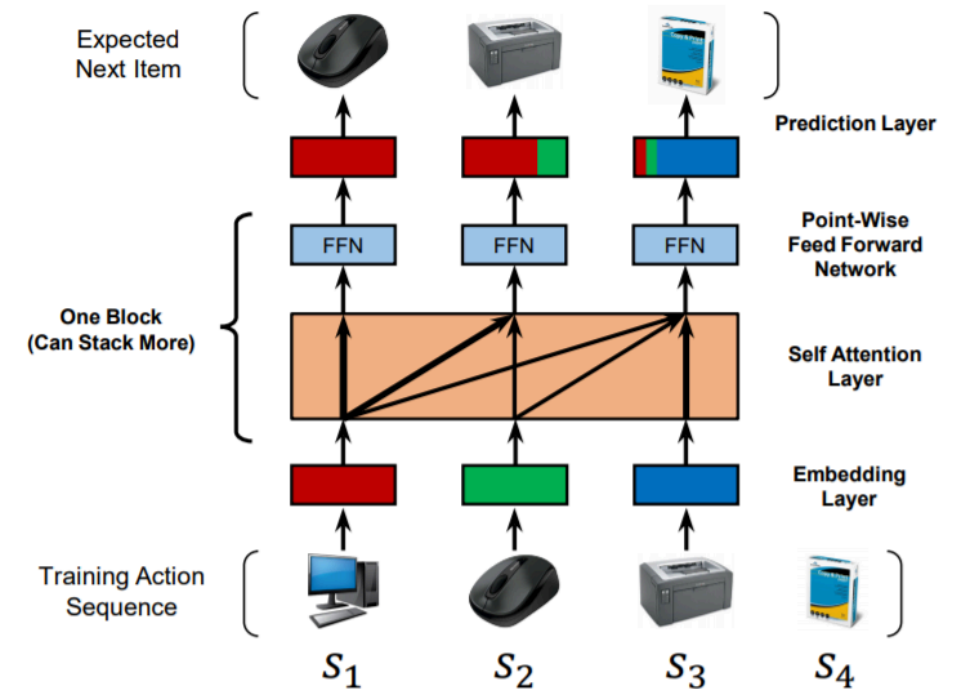 Expected
Next Item
Prediction Layer
Point-Wise
Feed Forward
Network
FFN
FFN
FFN
One Block
(Can Stack More)
Self Attention
Layer
Embedding
Layer
Training Action
Sequence
S1
S2
S3
S4